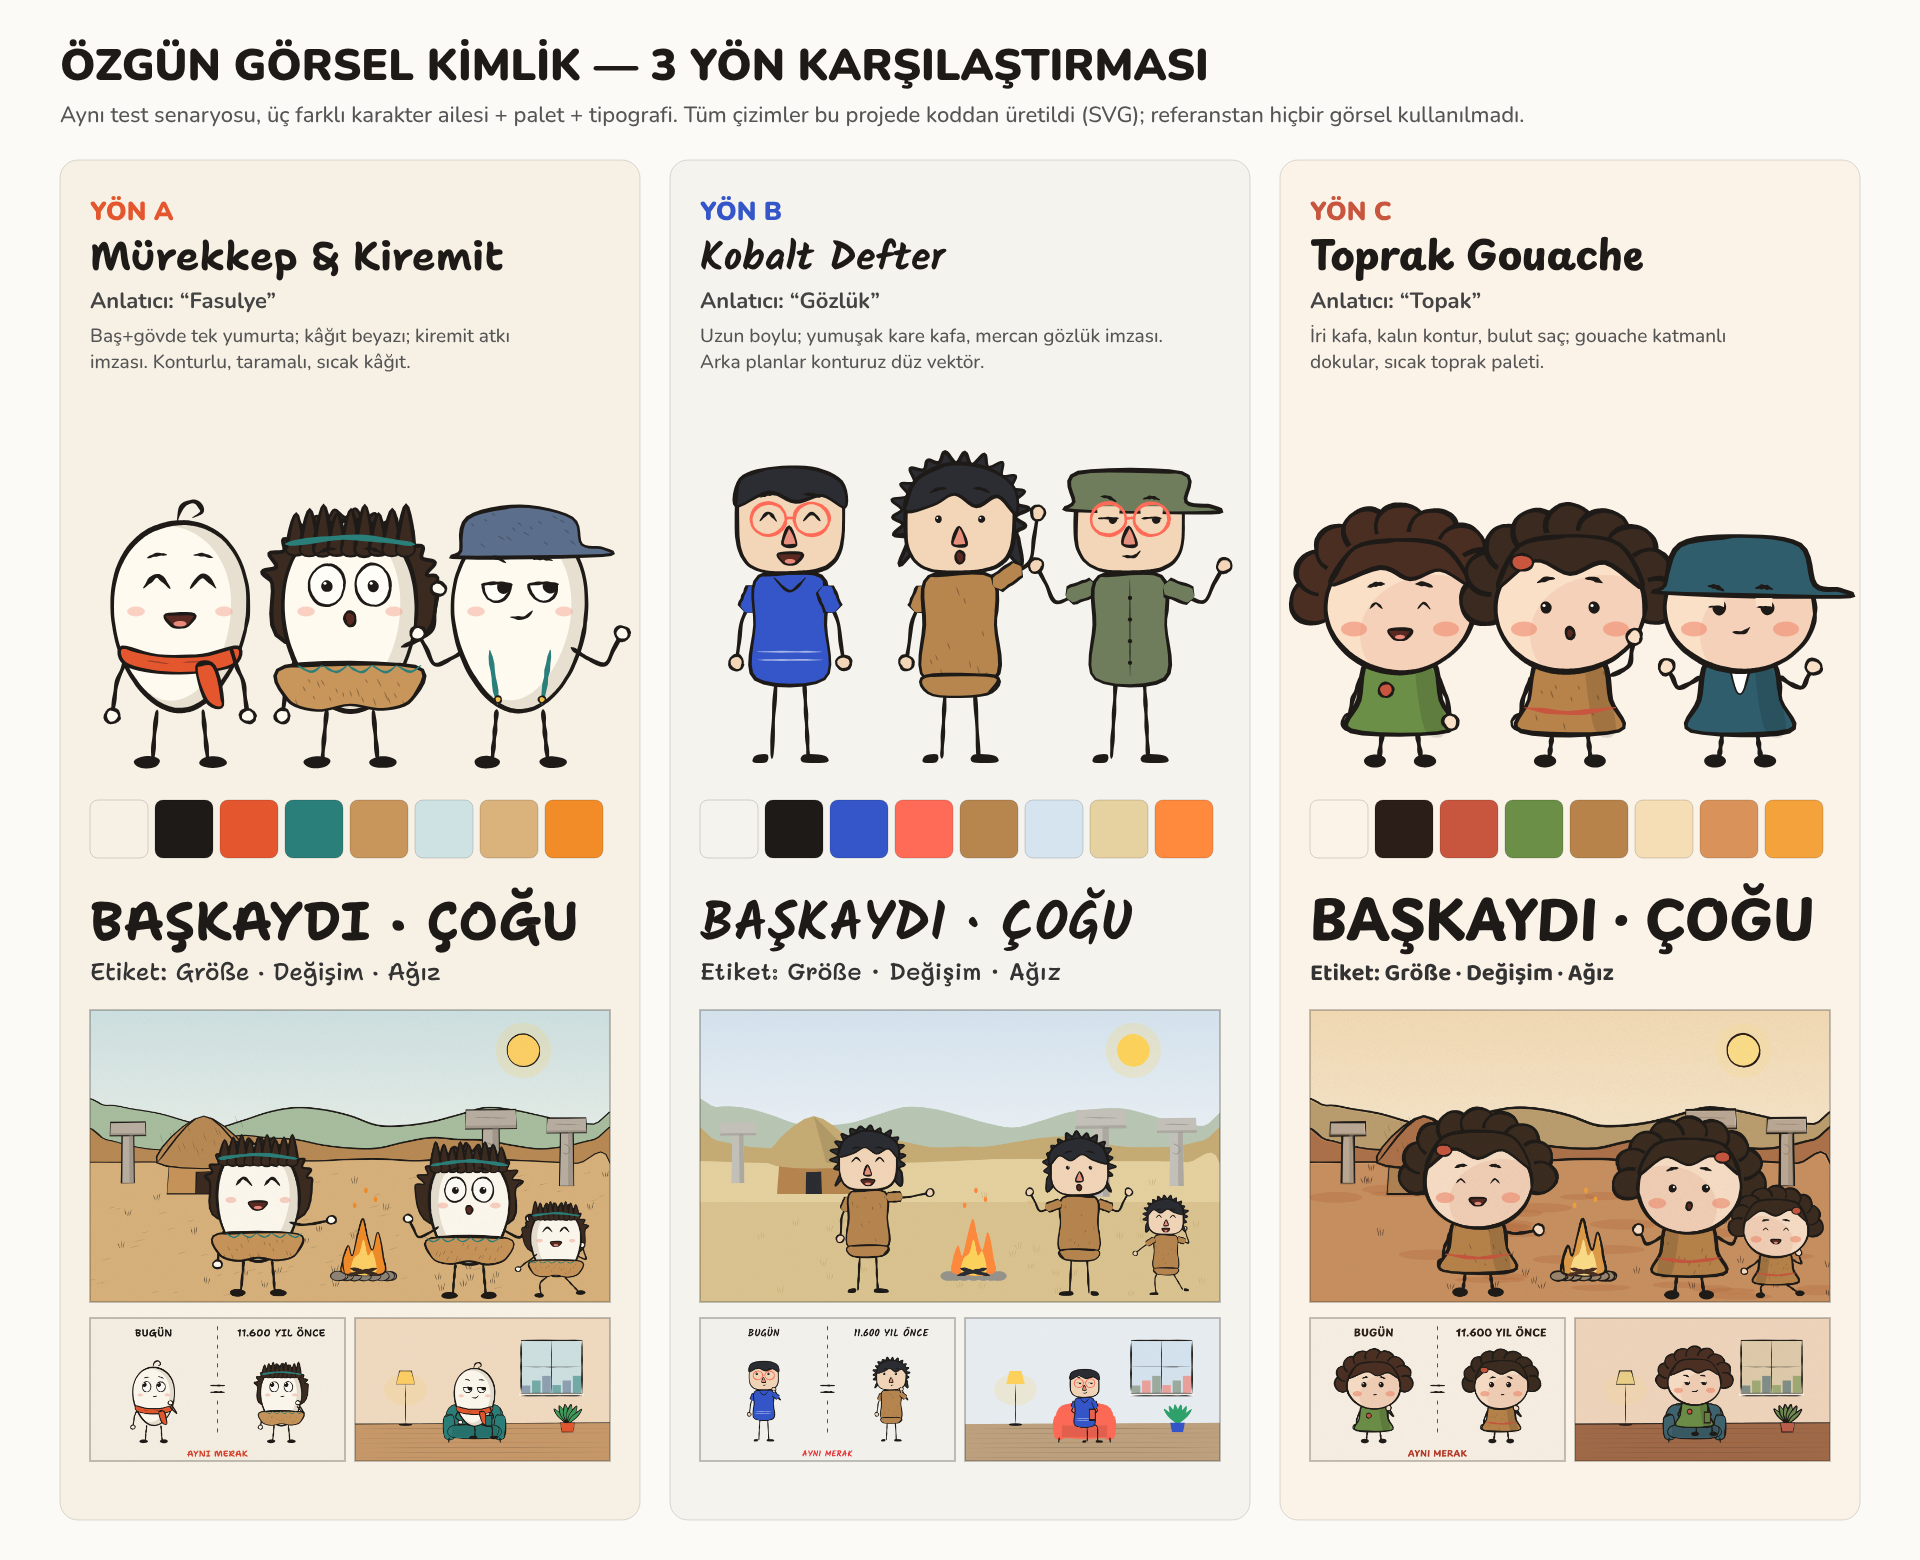 ÖZGÜN GÖRSEL KİMLİK — 3 YÖN KARŞILAŞTIRMASI
Aynı test senaryosu, üç farklı karakter ailesi + palet + tipografi. Tüm çizimler bu projede koddan üretildi (SVG); referanstan hiçbir görsel kullanılmadı.
YÖN A
Mürekkep & Kiremit
Anlatıcı: “Fasulye”
Baş+gövde tek yumurta; kâğıt beyazı; kiremit atkı
imzası. Konturlu, taramalı, sıcak kâğıt.
BAŞKAYDI · ÇOĞU
Etiket: Größe · Değişim · Ağız
BUGÜN
11.600 YIL ÖNCE
=
AYNI MERAK
YÖN B
Kobalt Defter
Anlatıcı: “Gözlük”
Uzun boylu; yumuşak kare kafa, mercan gözlük imzası.
Arka planlar konturuz düz vektör.
BAŞKAYDI · ÇOĞU
Etiket: Größe · Değişim · Ağız
BUGÜN
11.600 YIL ÖNCE
=
AYNI MERAK
YÖN C
Toprak Gouache
Anlatıcı: “Topak”
İri kafa, kalın kontur, bulut saç; gouache katmanlı
dokular, sıcak toprak paleti.
BAŞKAYDI · ÇOĞU
Etiket: Größe · Değişim · Ağız
BUGÜN
11.600 YIL ÖNCE
=
AYNI MERAK